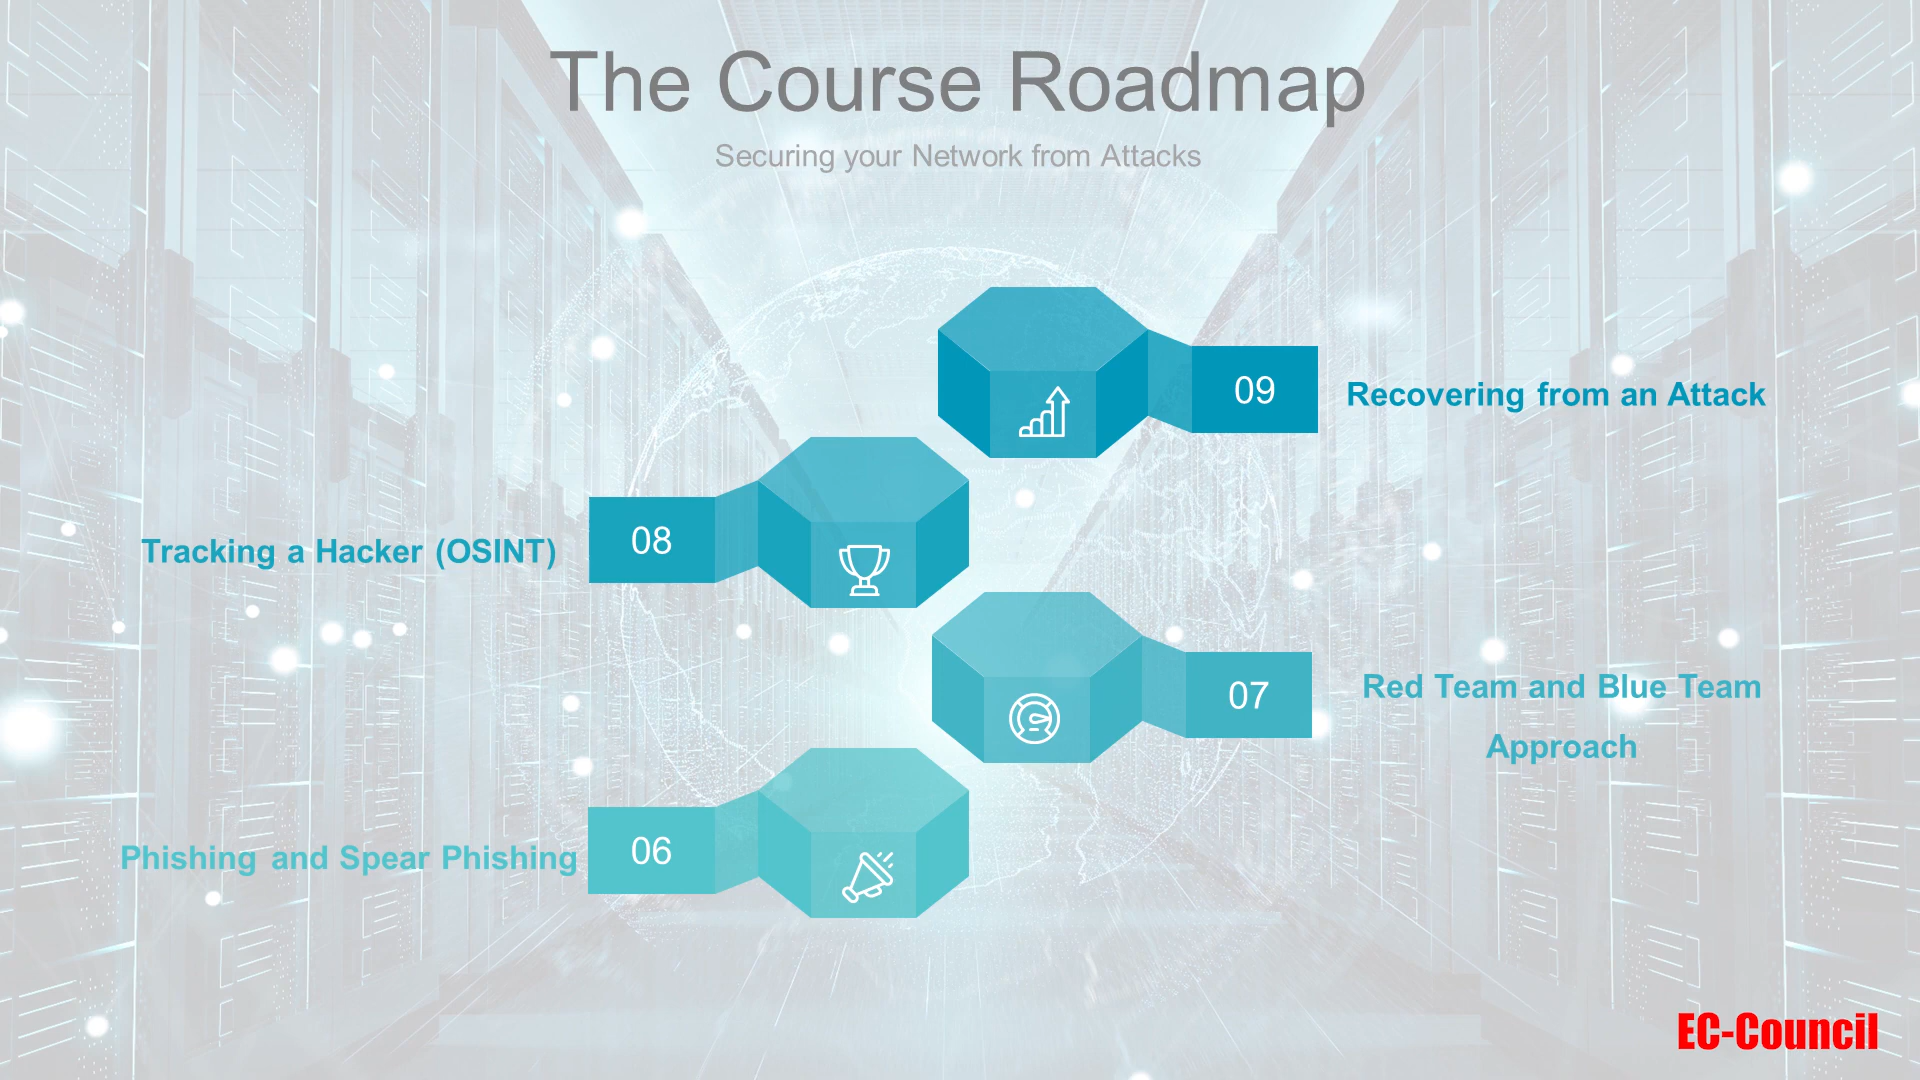 The Course Roadmap
Securing your Network from Attacks
09
Recovering from an Attack
Tracking a Hacker (OSINT)
08
07
Red Team and Blue Team
Approach
Phishing and Spear Phishing
06
EC-Council